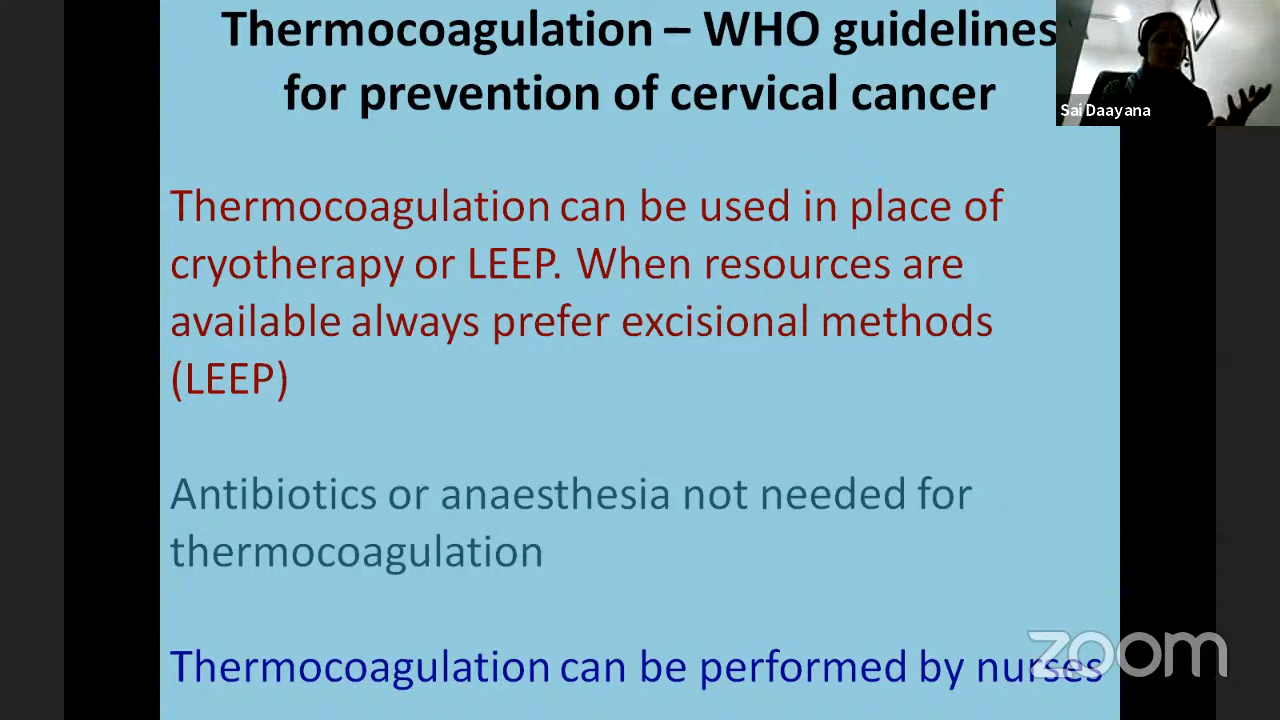 Thermocoagulation – WHO guidelines
for prevention of cervical cancer
Sai Daayana
Thermocoagulation can be used in place of
cryotherapy or LEEP. When resources are
available always prefer excisional methods
(LEEP)
Antibiotics or anaesthesia not needed for
thermocoagulation
Thermocoagulation can be performed by nurses
zoom